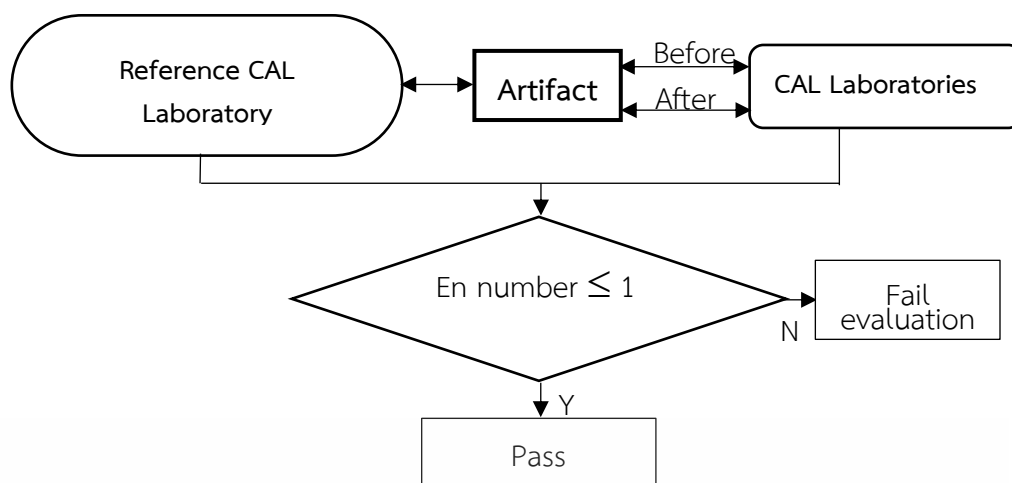 Reference CAL
Laboratory
Artifact
Before
After
CAL Laboratories
En number ≤ 1
N
Fail
evaluation
Y
Pass